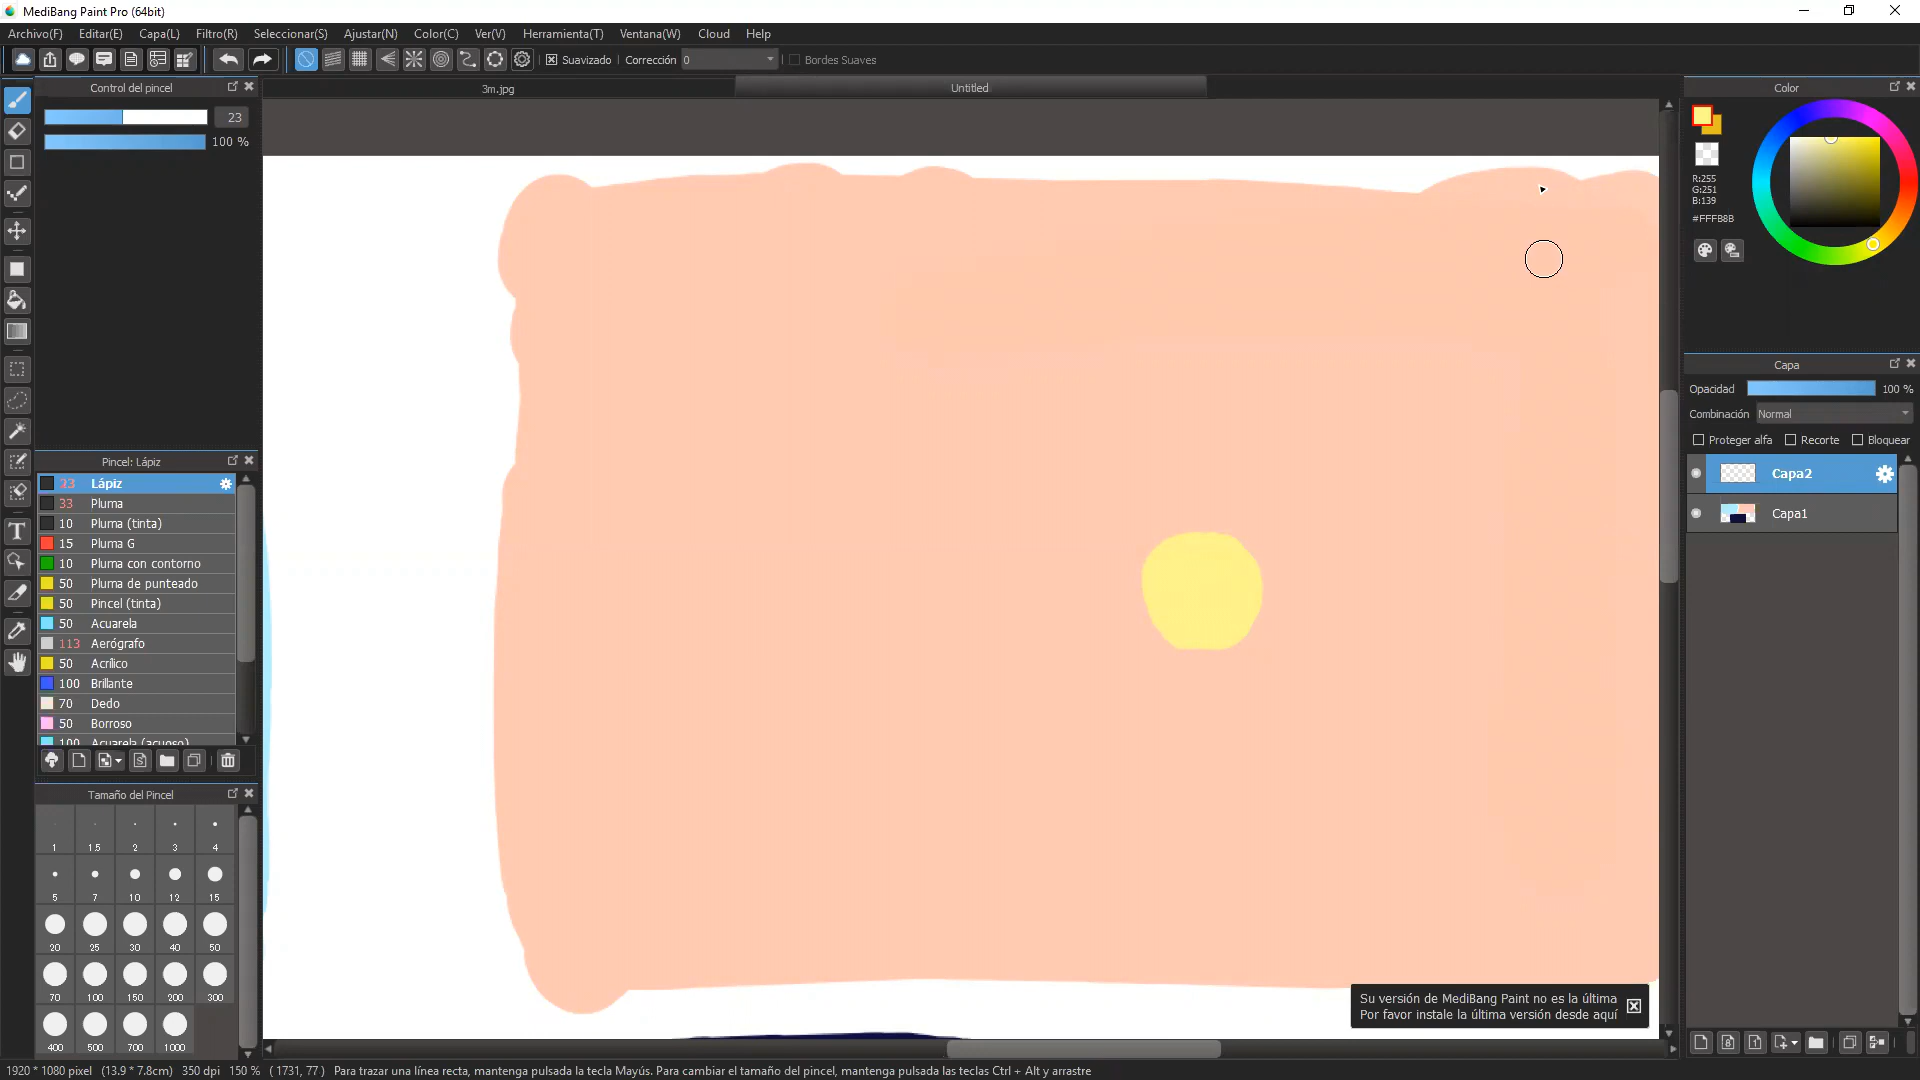 MediBang Paint Pro (64bit)
Archivo(F) Editar(E) Capa(L) Filtro(R) Seleccionar(S) Ajustar(N) Color(C) Ver(V) Herramienta(T) Ventana(W) Cloud Help
Suavizado Corrección 0 Bordes Suaves
Control del pincel
23
100 %
3m.jpg Untitled
Color
R:255
G:251
B:139
#FFFB8B
Capa
Opacidad 100 %
Combinación Normal
Proteger alfa Recorte Bloquear
Capa2
Capa1
Pincel: Lápiz
23 Lápiz
33 Pluma
10 Pluma (tinta)
15 Pluma G
10 Pluma con contorno
50 Pluma de punteado
50 Pincel (tinta)
50 Acuarela
113 Aerógrafo
50 Acrílico
100 Brillante
70 Dedo
50 Borroso
100 Acuarela (acuoso)
Tamaño del Pincel
1 1.5 2 3 4
5 7 10 12 15
20 25 30 40 50
70 100 150 200 300
400 500 700 1000
Su versión de MediBang Paint no es la última
Por favor instale la última versión desde aquí
1920 * 1080 pixel (13.9 * 7.8cm) 350 dpi 150 % ( 1731, 77 ) Para trazar una línea recta, mantenga pulsada la tecla Mayús. Para cambiar el tamaño del pincel, mantenga pulsada las teclas Ctrl + Alt y arrastre